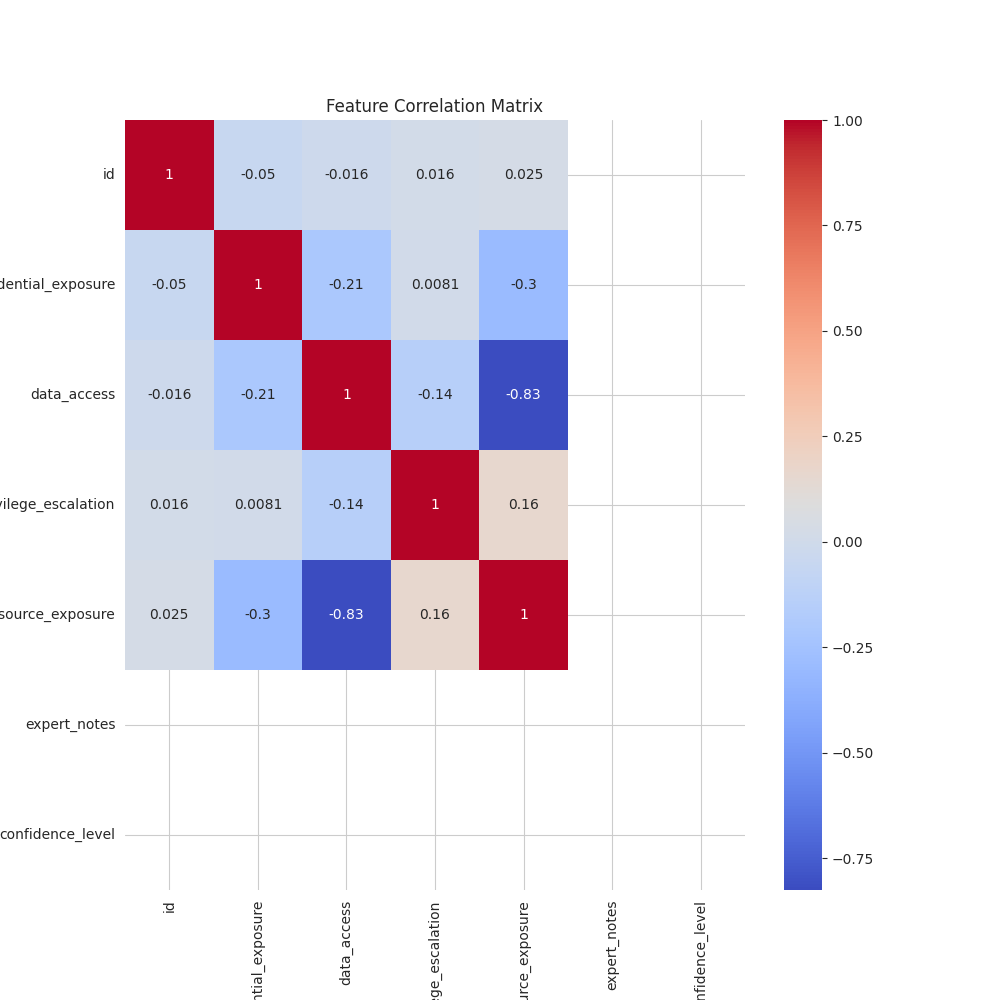 Feature Correlation Matrix
id 1 -0.05 -0.016 0.016 0.025
dential_exposure -0.05 1 -0.21 0.0081 -0.3
data_access -0.016 -0.21 1 -0.14 -0.83
vilege_escalation 0.016 0.0081 -0.14 1 0.16
source_exposure 0.025 -0.3 -0.83 0.16 1
expert_notes
confidence_level
id
ntial_exposure
data_access
ege_escalation
urce_exposure
expert_notes
nfidence_level
1.00
0.75
0.50
0.25
0.00
−0.25
−0.50
−0.75